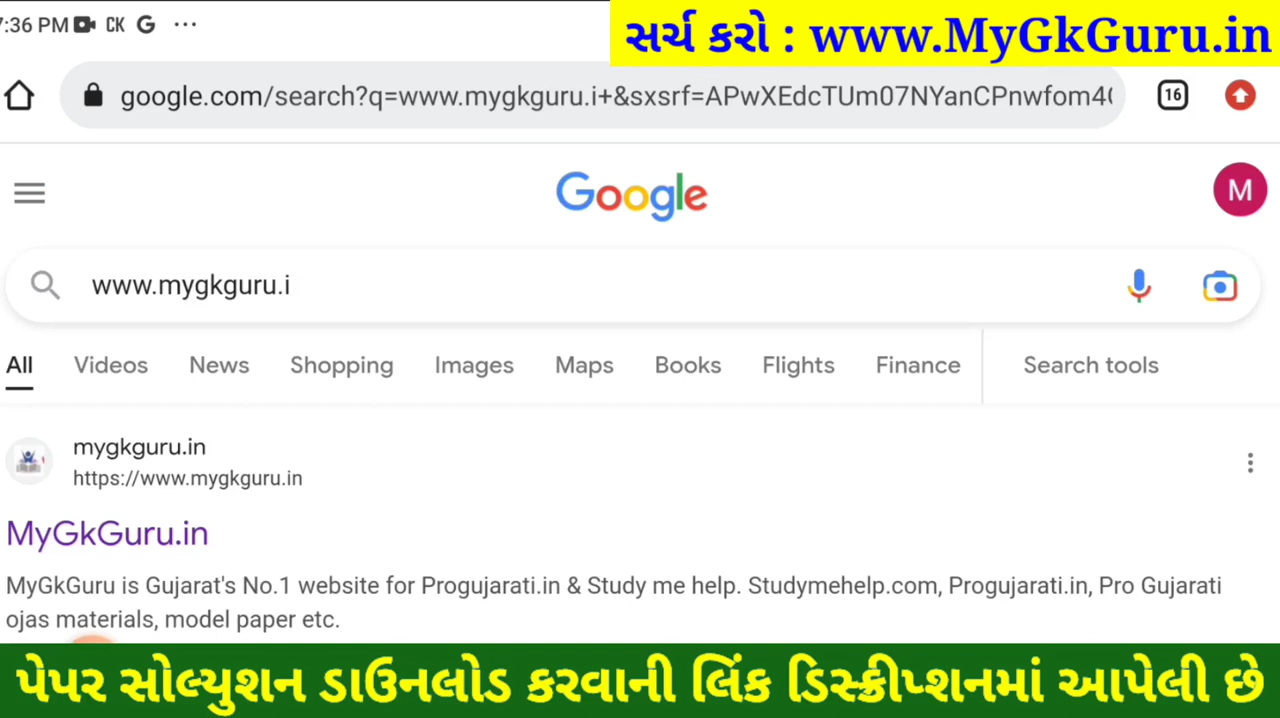 7:36 PM CK G ...
સર્ચ કરો : www.MyGkGuru.in
google.com/search?q=www.mygkguru.i+&sxsrf=APwXEdcTUm07NYanCPnwfom4
16
Google
M
www.mygkguru.i
All Videos News Shopping Images Maps Books Flights Finance Search tools
mygkguru.in
https://www.mygkguru.in
MyGkGuru.in
MyGkGuru is Gujarat's No.1 website for Progujarati.in & Study me help. Studymehelp.com, Progujarati.in, Pro Gujarati
ojas materials, model paper etc.
પેપર સોલ્યુશન ડાઉનલોડ કરવાની લિંક ડિસ્ક્રીપ્શનમાં આપેલી છે